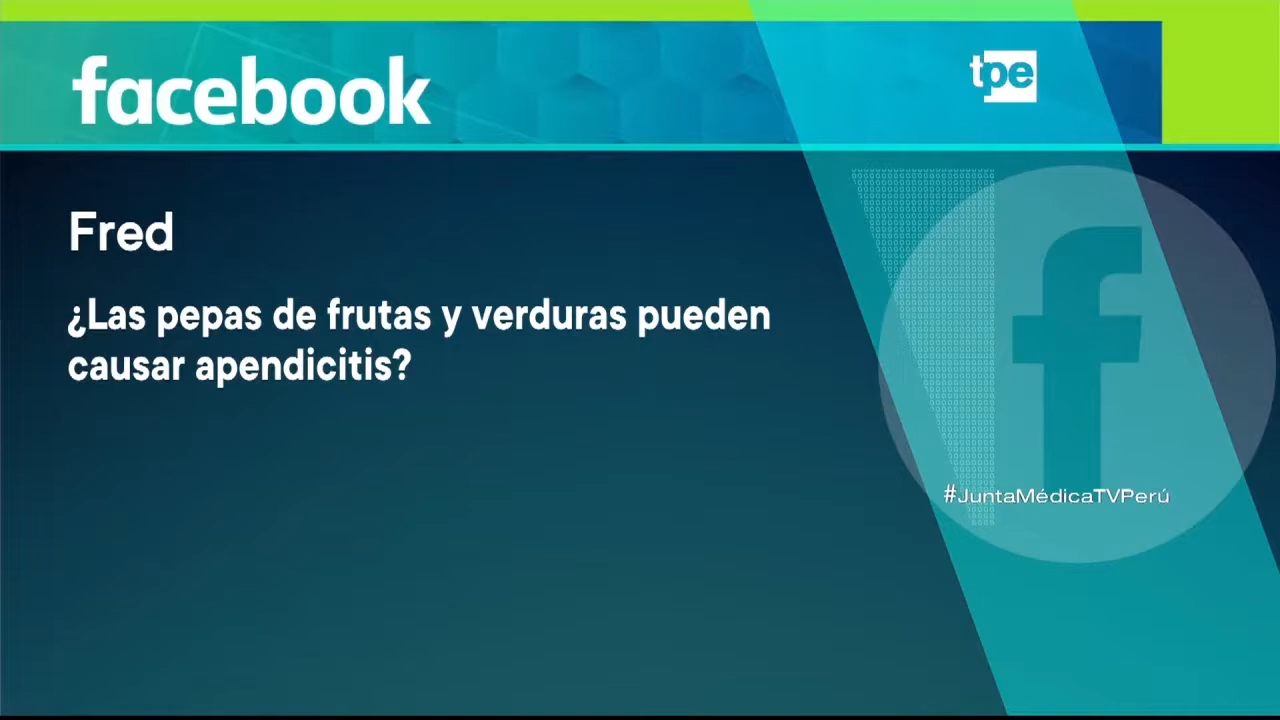 facebook
tpe
Fred
¿Las pepas de frutas y verduras pueden
causar apendicitis?
#JuntaMédicaTVPerú